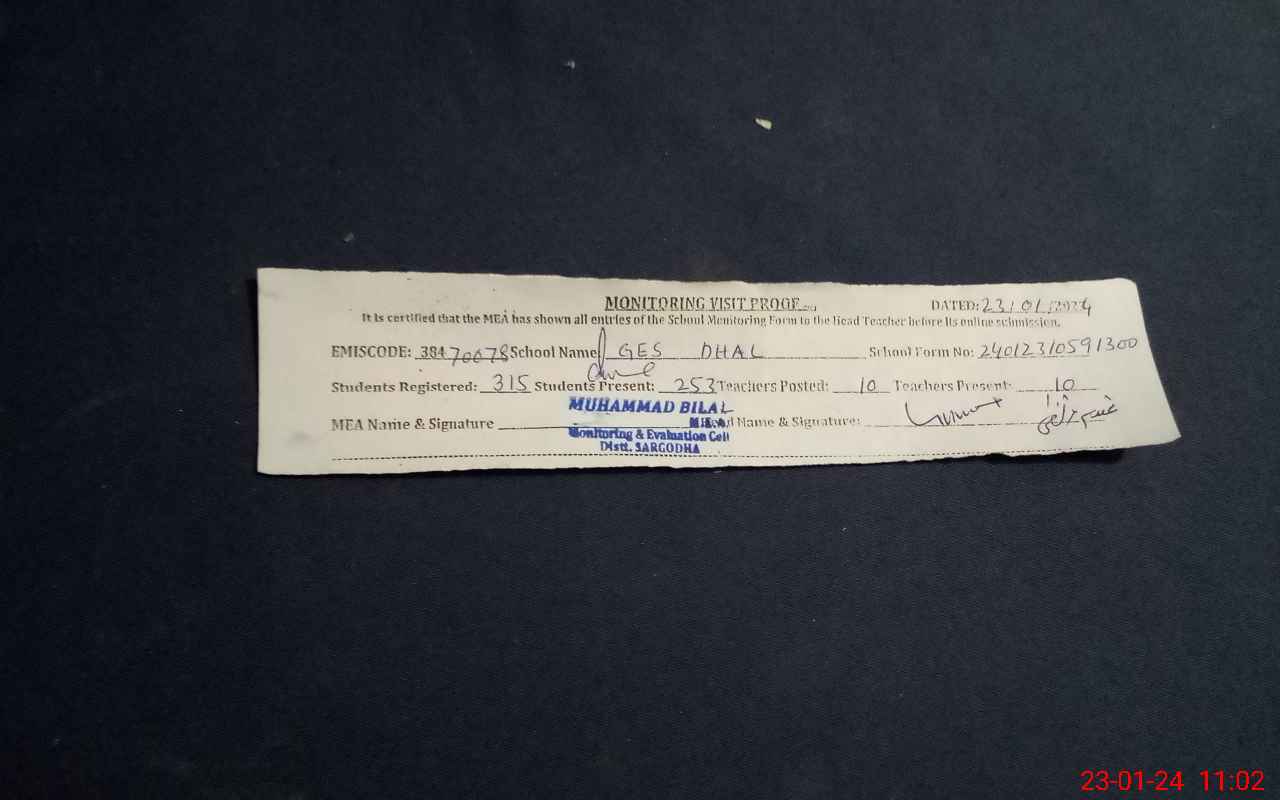 MONITORING VISIT PROOF DATED: 23/01/2024
It is certified that the MEA has shown all entries of the School Monitoring Form to the Head Teacher before its online submission.
EMISCODE: 38470078 School Name: GES DHAL School Form No: 24012310591300
Students Registered: 315 Students Present: 253 Teachers Posted: 10 Teachers Present: 10
MEA Name & Signature Head Name & Signature:
MUHAMMAD BILAL
M.E.A
Monitoring & Evaluation Cell
Distt. SARGODHA
23-01-24 11:02